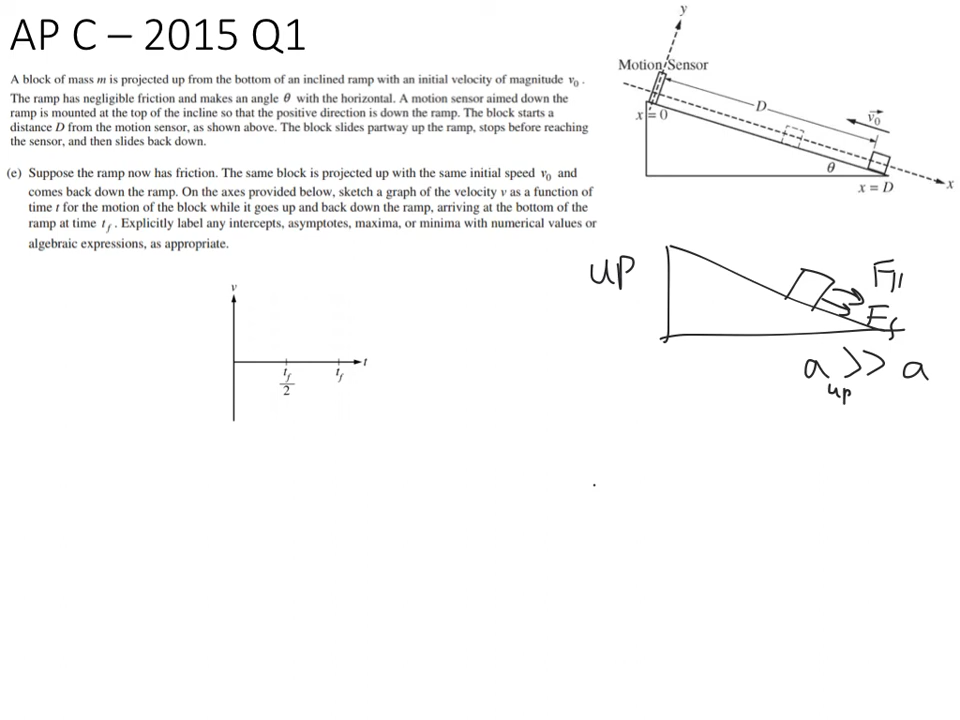 AP C – 2015 Q1
A block of mass m is projected up from the bottom of an inclined ramp with an initial velocity of magnitude v₀ .
The ramp has negligible friction and makes an angle θ with the horizontal. A motion sensor aimed down the
ramp is mounted at the top of the incline so that the positive direction is down the ramp. The block starts a
distance D from the motion sensor, as shown above. The block slides partway up the ramp, stops before reaching
the sensor, and then slides back down.
(e) Suppose the ramp now has friction. The same block is projected up with the same initial speed v₀ and
comes back down the ramp. On the axes provided below, sketch a graph of the velocity v as a function of
time t for the motion of the block while it goes up and back down the ramp, arriving at the bottom of the
ramp at time t_f . Explicitly label any intercepts, asymptotes, maxima, or minima with numerical values or
algebraic expressions, as appropriate.
y
Motion Sensor
D
v₀
x = 0
θ
x = D
x
up
F||
Ff
a up >> a
v
t
t_f/2
t_f